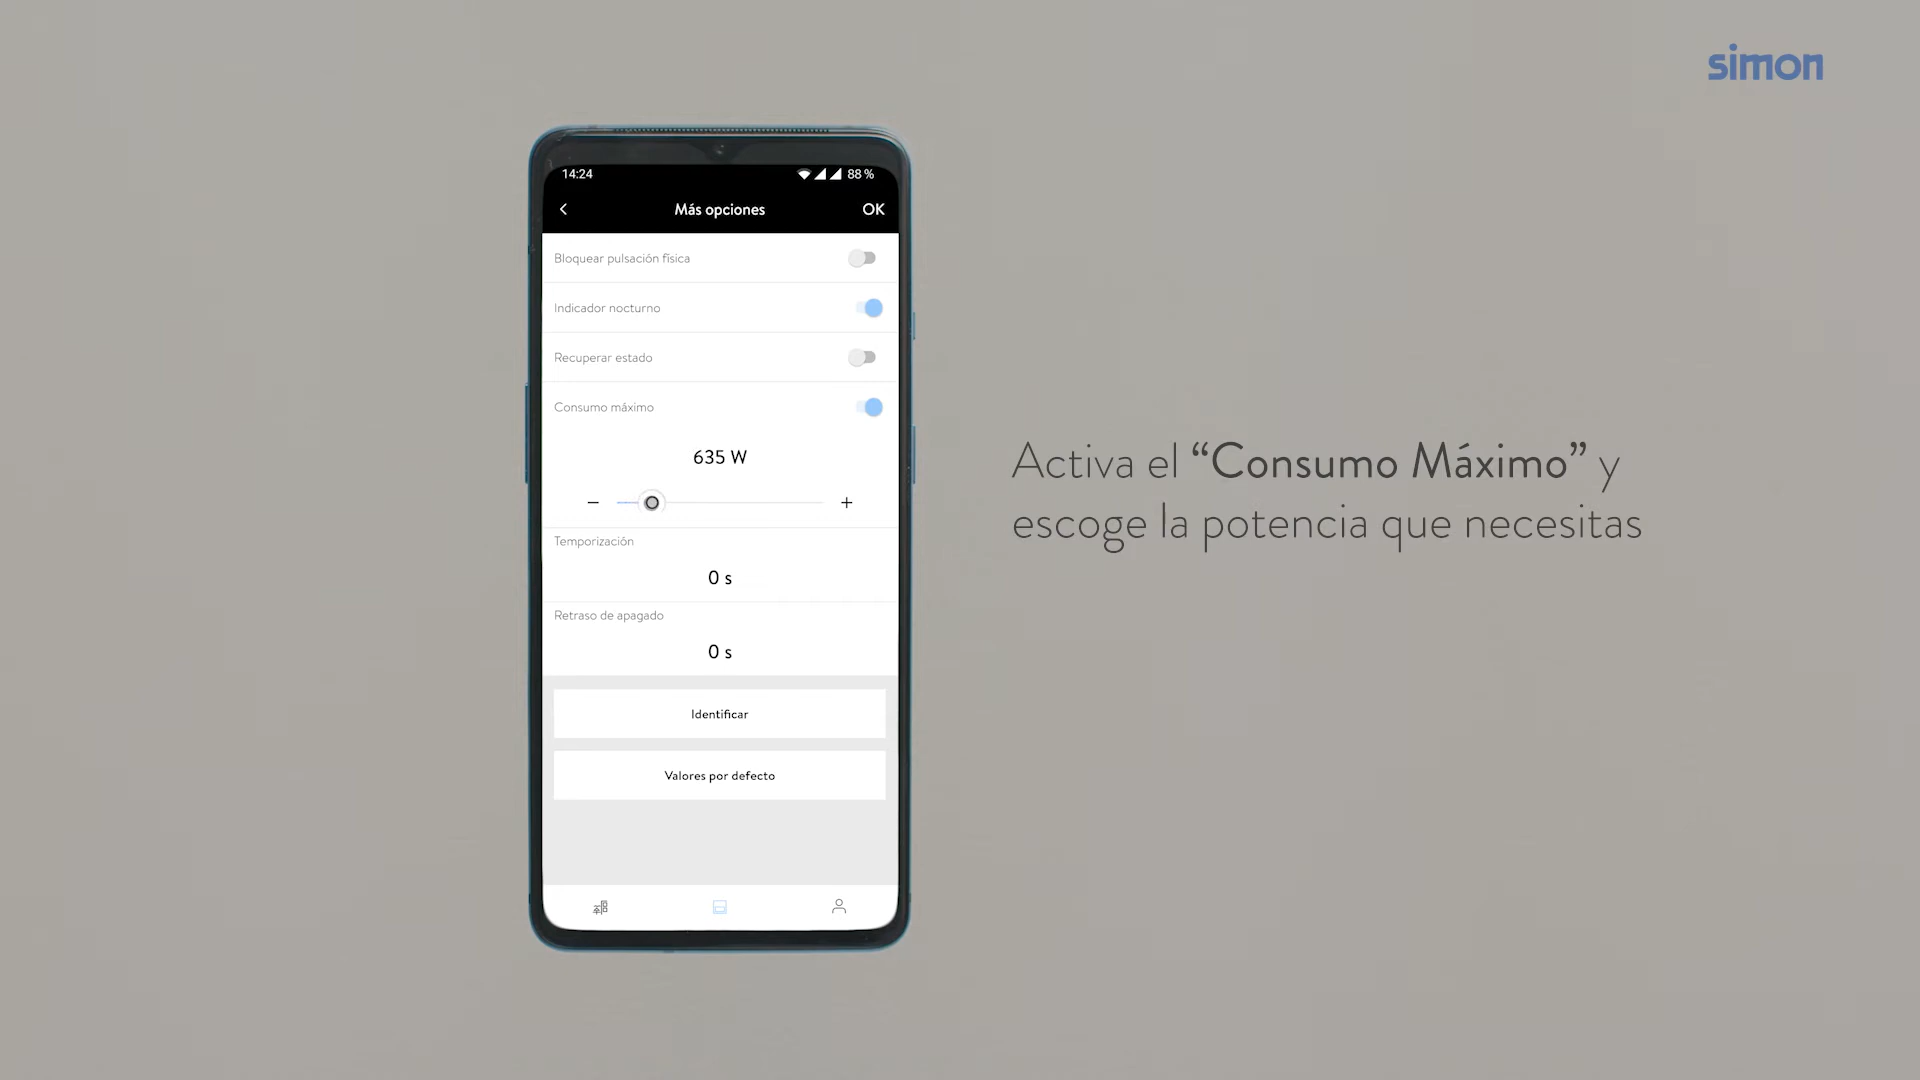 simon
14:24
88 %
Más opciones
OK
Bloquear pulsación física
Indicador nocturno
Recuperar estado
Consumo máximo
635 W
Temporización
0 s
Retraso de apagado
0 s
Identificar
Valores por defecto
Activa el “Consumo Máximo” y
escoge la potencia que necesitas